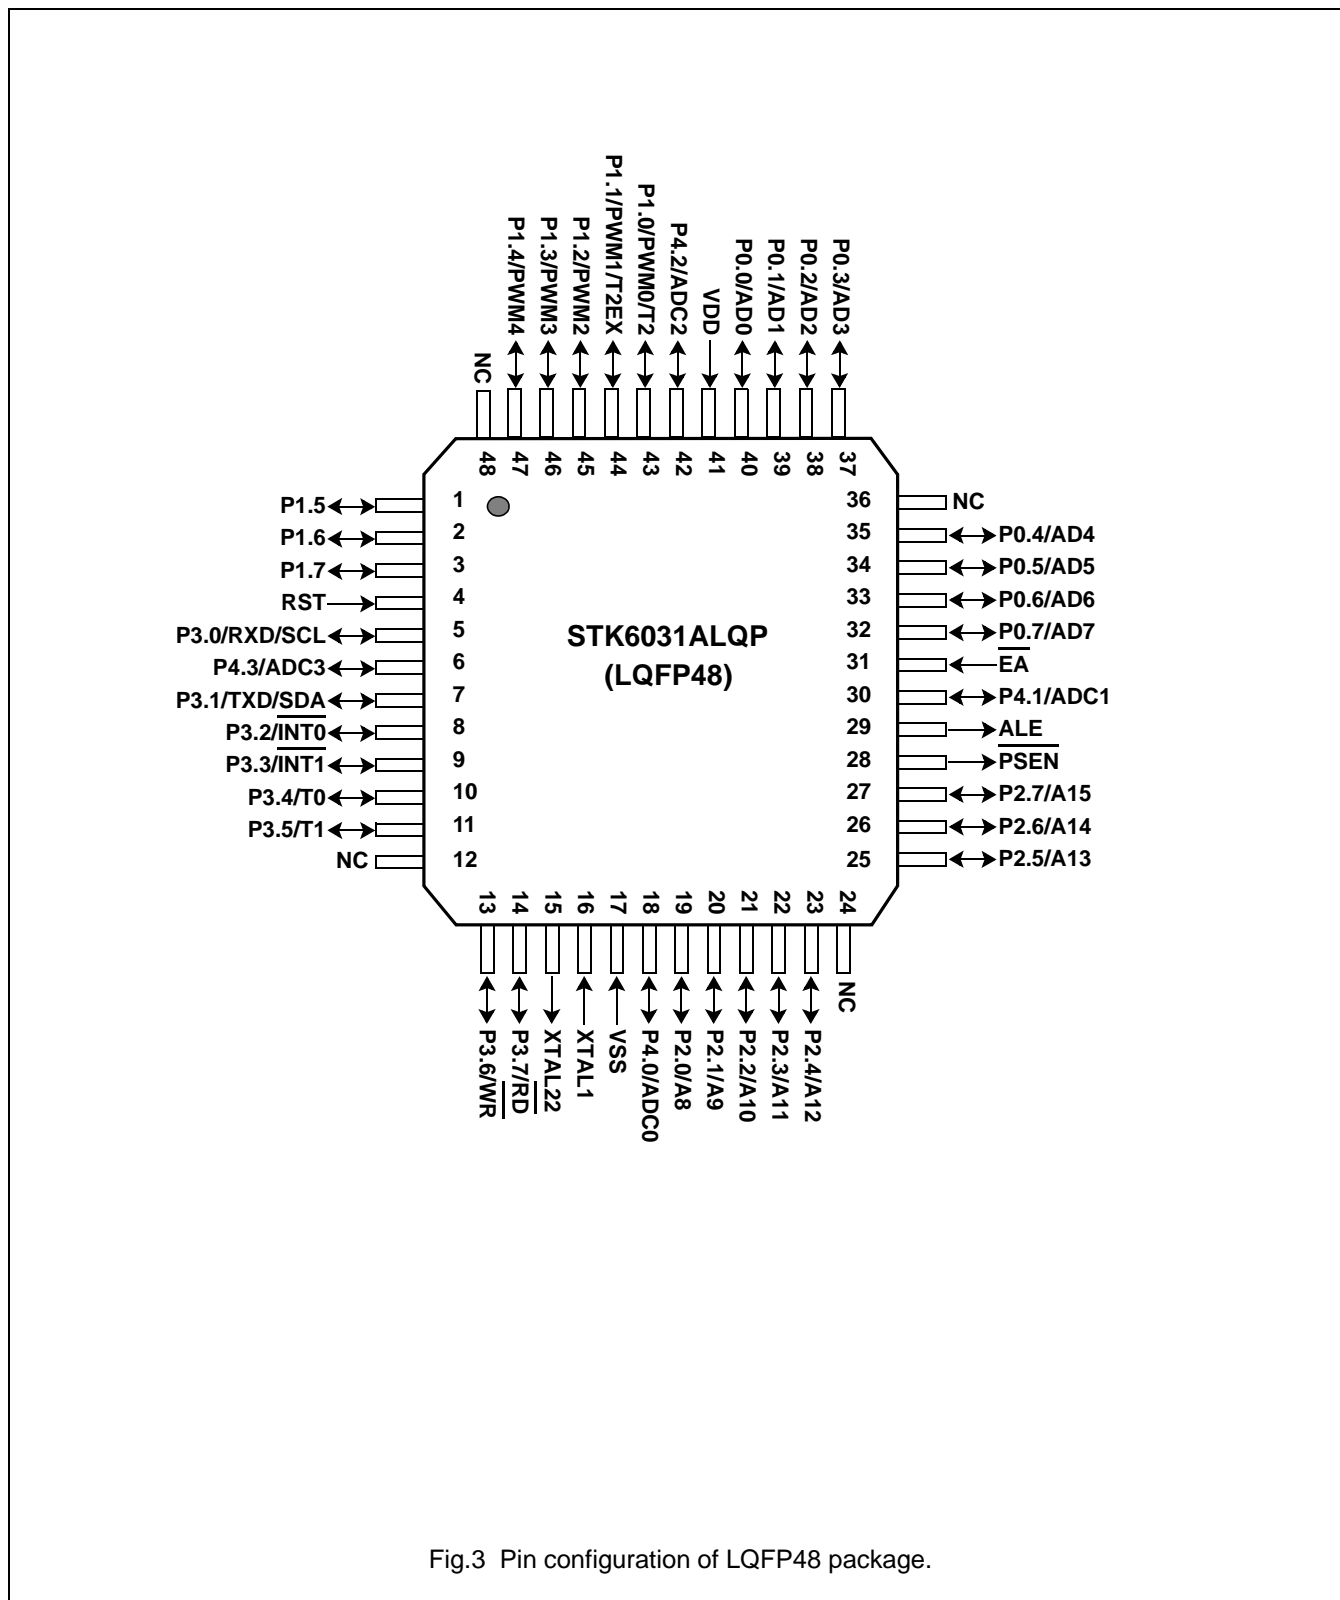 P1.4/PWM4
P1.3/PWM3
P1.2/PWM2
P1.1/PWM1/T2EX
P1.0/PWM0/T2
P4.2/ADC2
VDD
P0.0/AD0
P0.1/AD1
P0.2/AD2
P0.3/AD3
NC
48
47
46
45
44
43
42
41
40
39
38
37
P1.5 1
P1.6 2
P1.7 3
RST 4
P3.0/RXD/SCL 5
P4.3/ADC3 6
P3.1/TXD/SDA 7
P3.2/INT0 8
P3.3/INT1 9
P3.4/T0 10
P3.5/T1 11
NC 12
STK6031ALQP
(LQFP48)
36 NC
35 P0.4/AD4
34 P0.5/AD5
33 P0.6/AD6
32 P0.7/AD7
31 EA
30 P4.1/ADC1
29 ALE
28 PSEN
27 P2.7/A15
26 P2.6/A14
25 P2.5/A13
13
14
15
16
17
18
19
20
21
22
23
24
P3.6/WR
P3.7/RD
XTAL22
XTAL1
VSS
P4.0/ADC0
P2.0/A8
P2.1/A9
P2.2/A10
P2.3/A11
P2.4/A12
NC
Fig.3 Pin configuration of LQFP48 package.